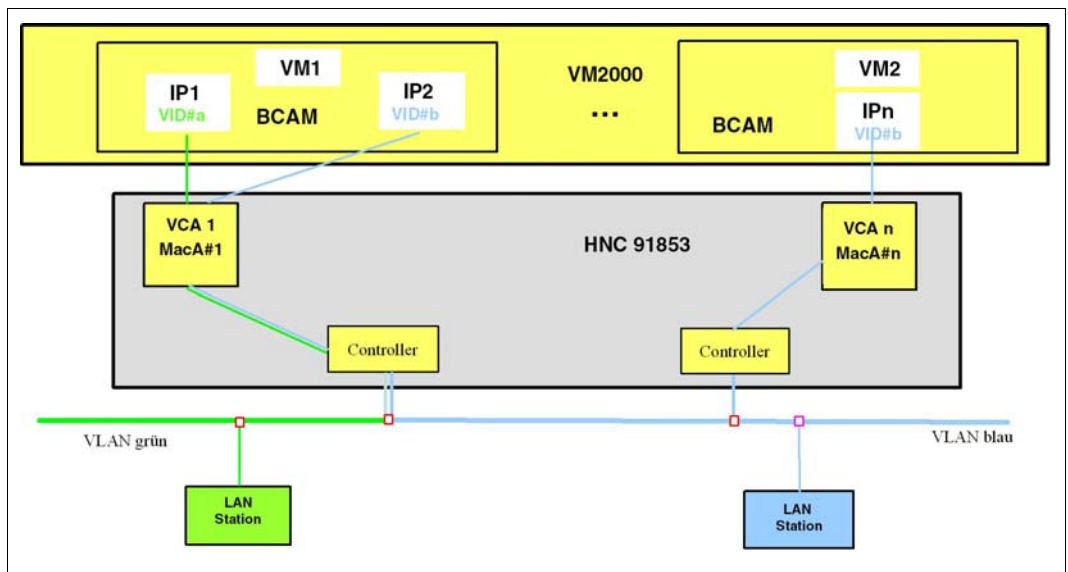 VM1
IP1
VID#a
BCAM
IP2
VID#b
VM2000
...
VM2
IPn
VID#b
BCAM
VCA 1
MacA#1
HNC 91853
VCA n
MacA#n
Controller
Controller
VLAN grün
VLAN blau
LAN
Station
LAN
Station